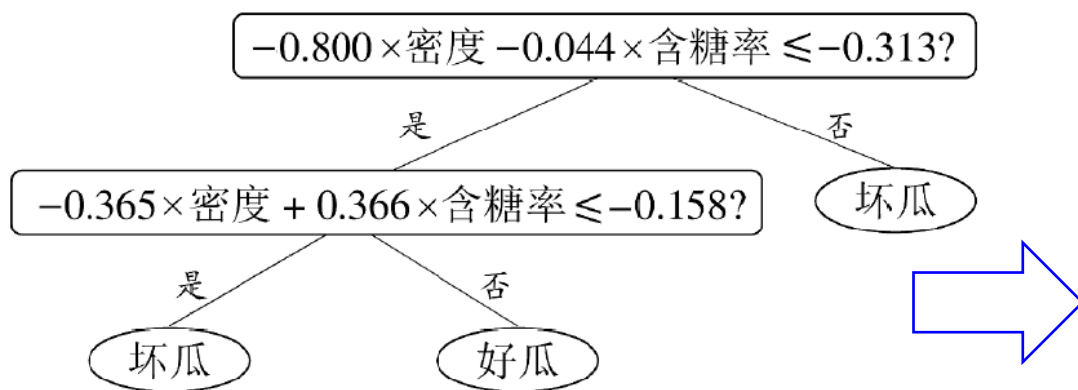 -0.800×密度 -0.044×含糖率 ≤-0.313?
是
否
-0.365×密度 + 0.366×含糖率 ≤-0.158?
坏瓜
是
否
坏瓜
好瓜